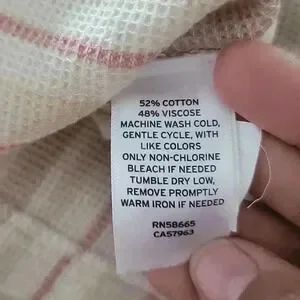 52% COTTON
48% VISCOSE
MACHINE WASH COLD,
GENTLE CYCLE, WITH
LIKE COLORS
ONLY NON-CHLORINE
BLEACH IF NEEDED
TUMBLE DRY LOW,
REMOVE PROMPTLY
WARM IRON IF NEEDED
RN58665
CA57963